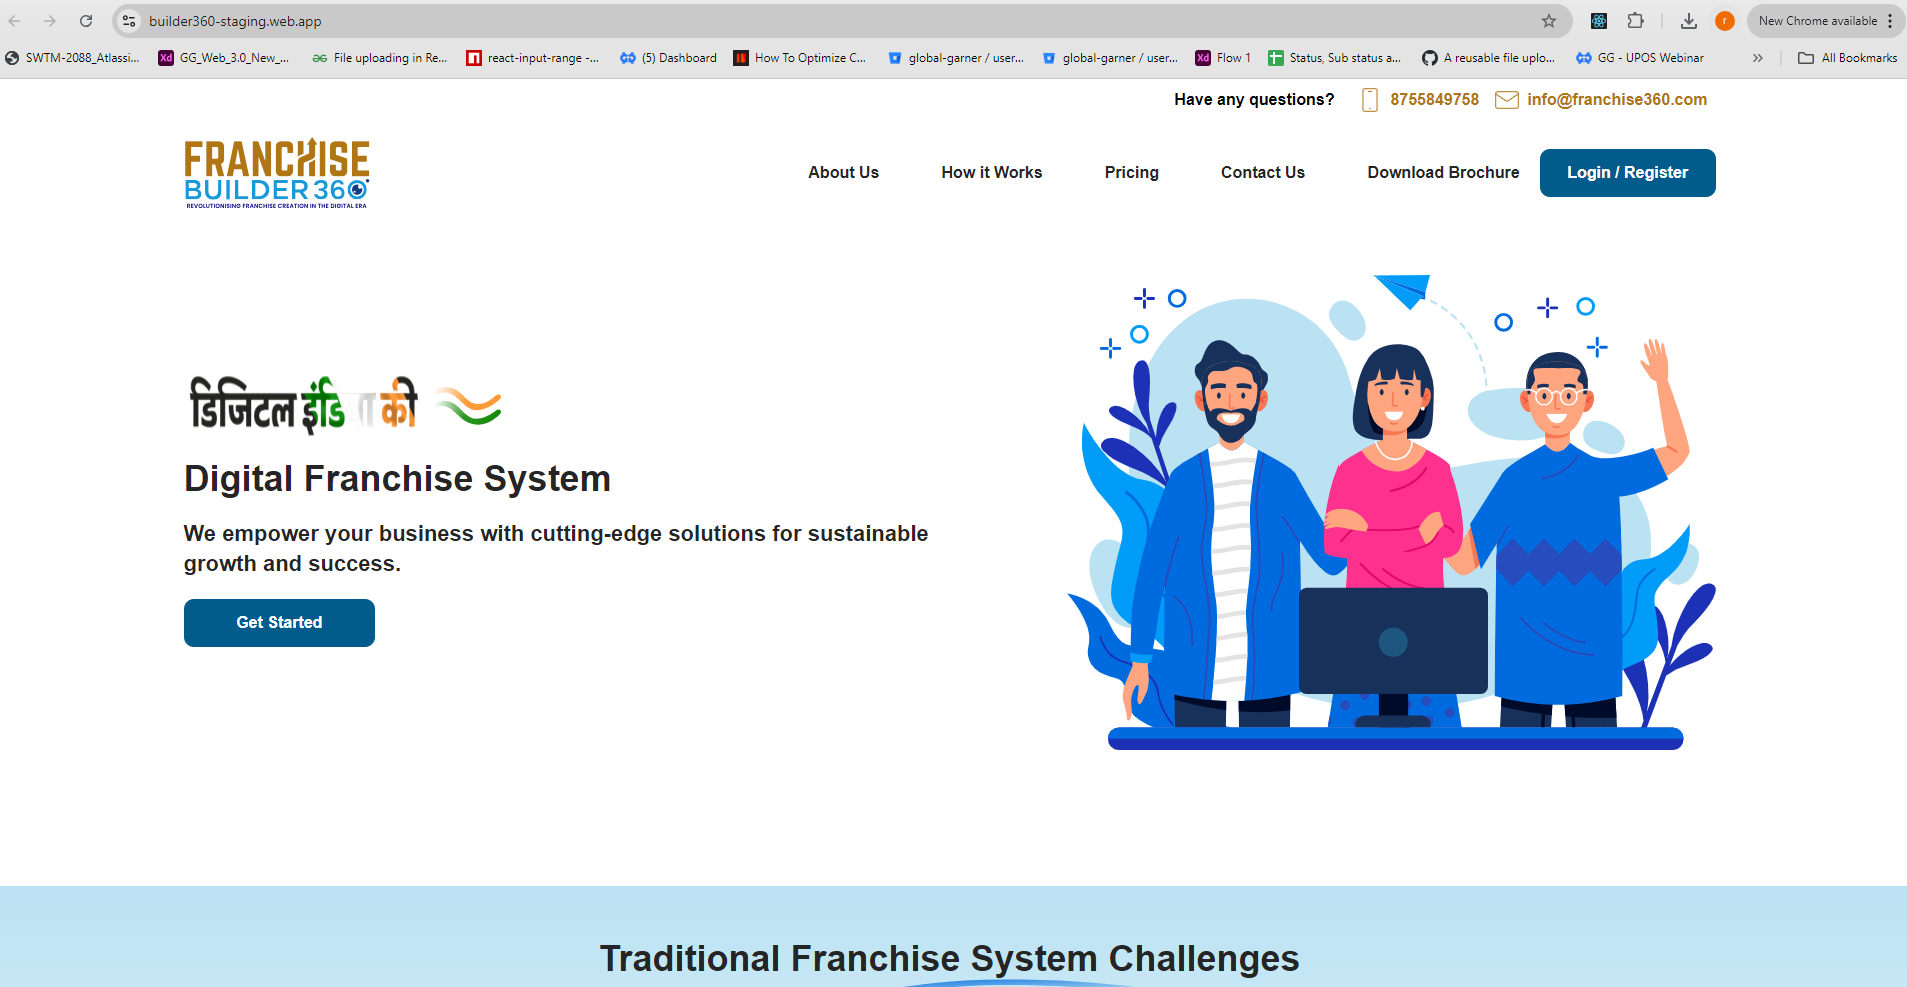 builder360-staging.web.app
New Chrome available
SWTM-2088_Atlassi... GG_Web_3.0_New_... File uploading in Re... react-input-range -... (5) Dashboard How To Optimize C... global-garner / user... global-garner / user... Flow 1 Status, Sub status a... A reusable file uplo... GG - UPOS Webinar All Bookmarks
Have any questions? 8755849758 info@franchise360.com
FRANCHISE
BUILDER 360
REVOLUTIONISING FRANCHISE CREATION IN THE DIGITAL ERA
About Us How it Works Pricing Contact Us Download Brochure Login / Register
डिजिटल इंडिया की
Digital Franchise System
We empower your business with cutting-edge solutions for sustainable
growth and success.
Get Started
Traditional Franchise System Challenges